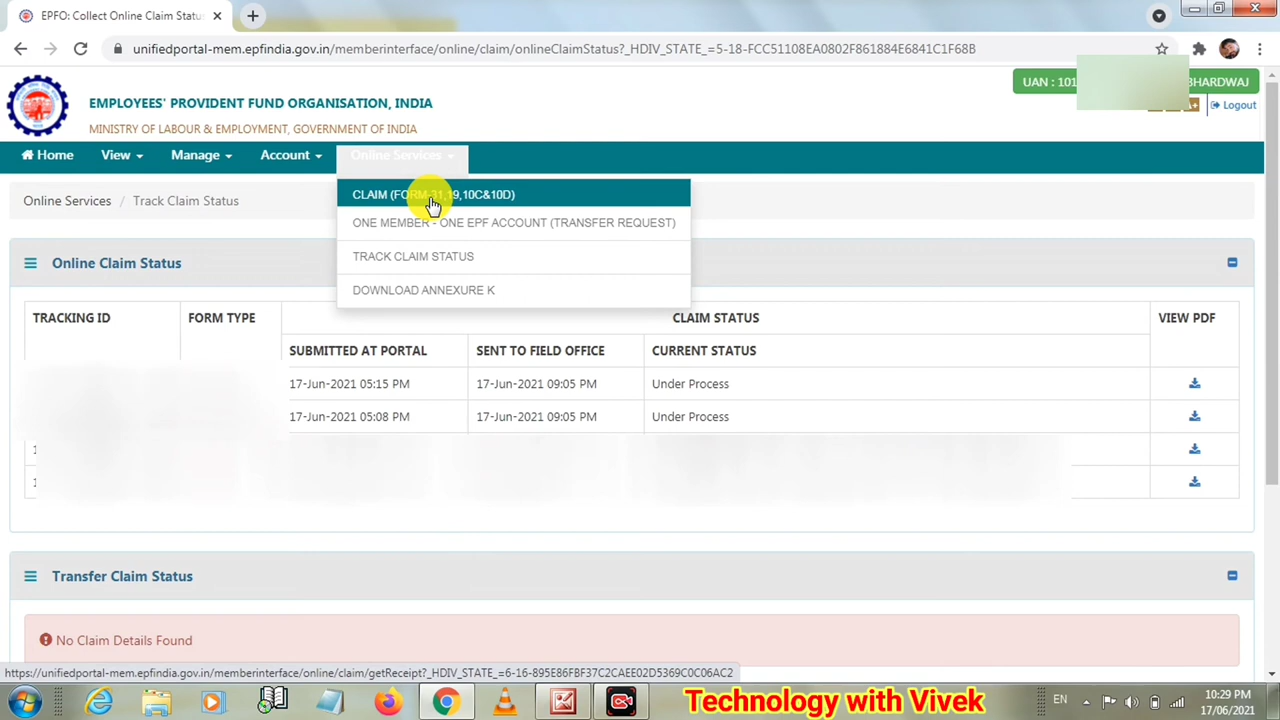 EPFO: Collect Online Claim Statu
unifiedportal-mem.epfindia.gov.in/memberinterface/online/claim/onlineClaimStatus?_HDIV_STATE_=5-18-FCC51108EA0802F861884E6841C1F68B
UAN : 101 BHARDWAJ
EMPLOYEES' PROVIDENT FUND ORGANISATION, INDIA
A+ Logout
MINISTRY OF LABOUR & EMPLOYMENT, GOVERNMENT OF INDIA
Home View Manage Account Online Services
CLAIM (FORM-31,19,10C&10D)
Online Services / Track Claim Status
ONE MEMBER - ONE EPF ACCOUNT (TRANSFER REQUEST)
TRACK CLAIM STATUS
Online Claim Status
DOWNLOAD ANNEXURE K
TRACKING ID FORM TYPE CLAIM STATUS VIEW PDF
SUBMITTED AT PORTAL SENT TO FIELD OFFICE CURRENT STATUS
17-Jun-2021 05:15 PM 17-Jun-2021 09:05 PM Under Process
17-Jun-2021 05:08 PM 17-Jun-2021 09:05 PM Under Process
1
1
Transfer Claim Status
No Claim Details Found
https://unifiedportal-mem.epfindia.gov.in/memberinterface/online/claim/getReceipt?_HDIV_STATE_=6-16-895E86FBF37C2CAEE02D5369C0C06AC2
Technology with Vivek
EN
10:29 PM
17/06/2021